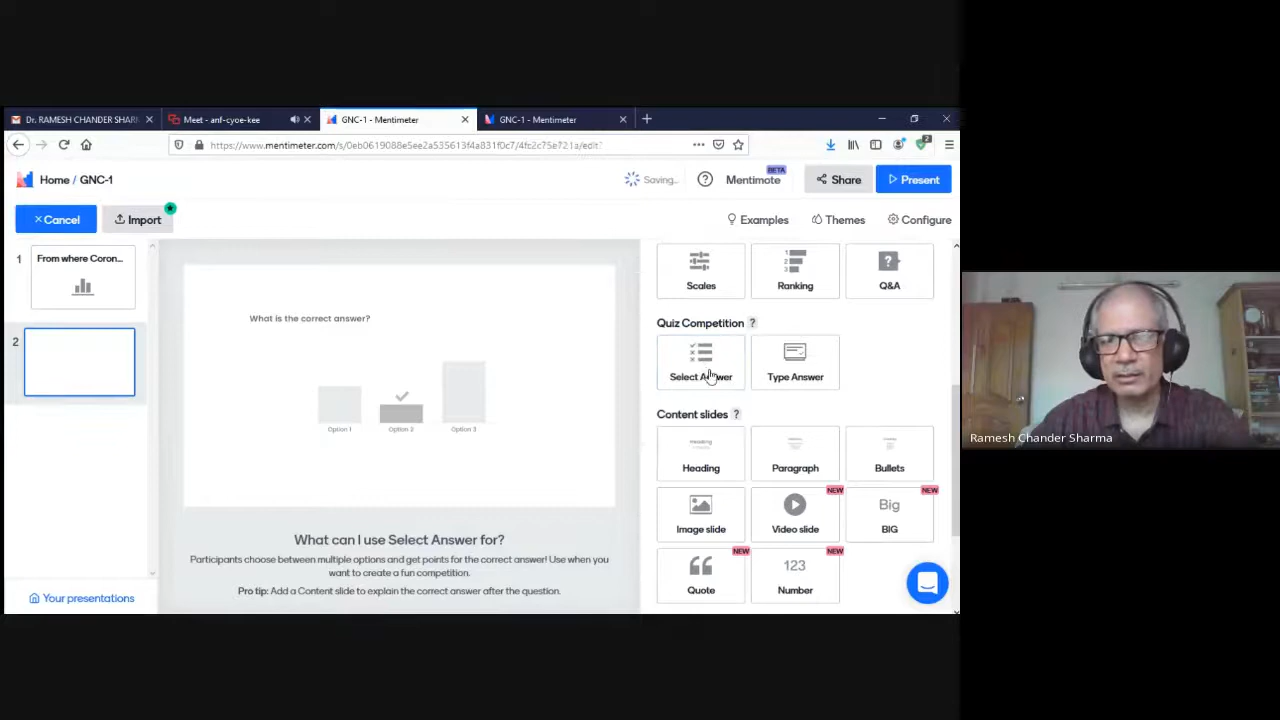 Dr. RAMESH CHANDER SHAR
Meet - anf-cyoe-kee
GNC-1 - Mentimeter
GNC-1 - Mentimeter
Home / GNC-1
Saving..
?
Mentimote
BETA
Share
Present
Cancel
Import
Examples
Themes
Configure
1
From where Coron...
2
What is the correct answer?
Option 1
Option 2
Option 3
What can I use Select Answer for?
Participants choose between multiple options and get points for the correct answer! Use when you
want to create a fun competition.
Pro tip: Add a Content slide to explain the correct answer after the question.
Your presentations
Scales
Ranking
Q&A
Quiz Competition ?
Select Answer
Type Answer
Content slides ?
Heading
Heading
Paragraph
Bullets
Image slide
NEW
Video slide
NEW
Big
BIG
NEW
Quote
NEW
123
Number
Ramesh Chander Sharma